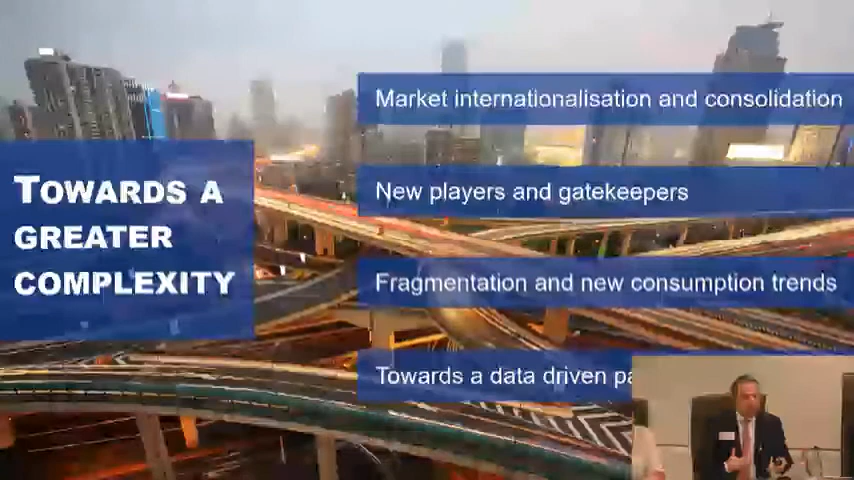 TOWARDS A
GREATER
COMPLEXITY
Market internationalisation and consolidation
New players and gatekeepers
Fragmentation and new consumption trends
Towards a data driven